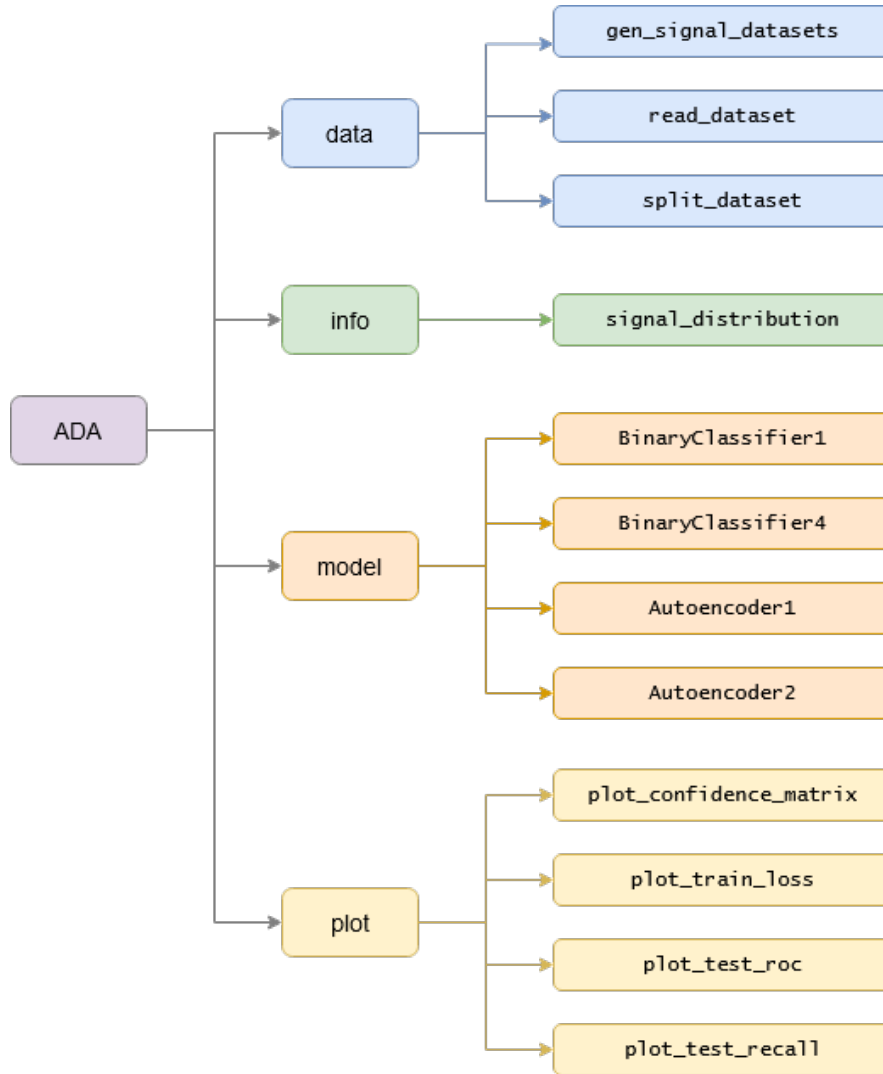 gen_signal_datasets
data
read_dataset
split_dataset
info
signal_distribution
ADA
BinaryClassifier1
BinaryClassifier4
model
Autoencoder1
Autoencoder2
plot_confidence_matrix
plot_train_loss
plot
plot_test_roc
plot_test_recall